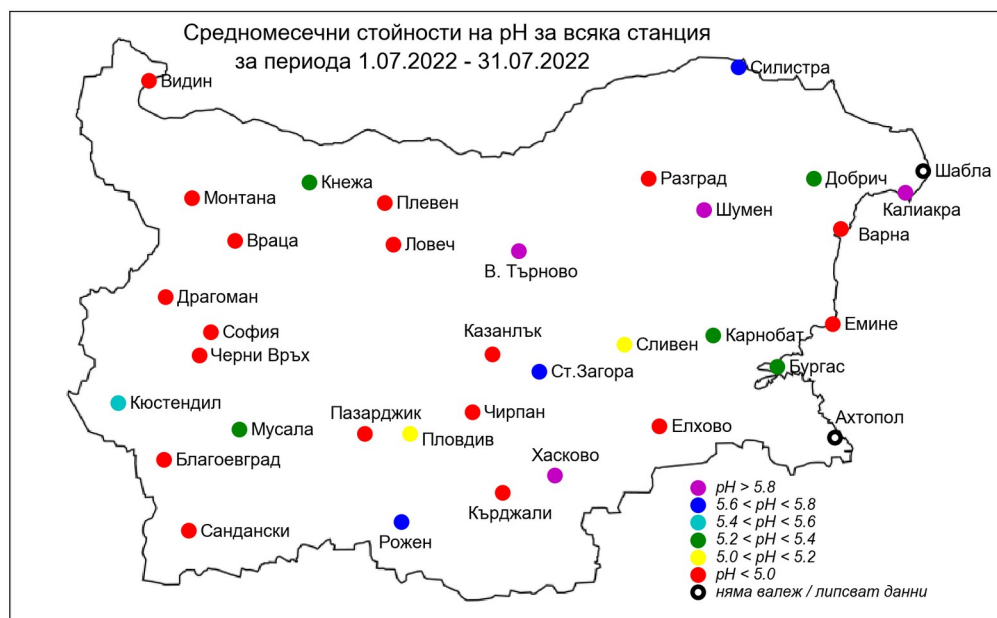 Средномесечни стойности на pH за всяка станция
за периода 1.07.2022 - 31.07.2022
Силистра
Видин
Шабла
Кнежа
Разград
Добрич
Монтана
Плевен
Калиакра
Шумен
Варна
Враца
Ловеч
В. Търново
Драгоман
Емине
София
Казанлък
Карнобат
Сливен
Черни Връх
Бургас
Ст.Загора
Кюстендил
Пазарджик
Чирпан
Ахтопол
Мусала
Пловдив
Елхово
Благоевград
Хасково
Кърджали
Сандански
Рожен
pH > 5.8
5.6 < pH < 5.8
5.4 < pH < 5.6
5.2 < pH < 5.4
5.0 < pH < 5.2
pH < 5.0
няма валеж / липсват данни